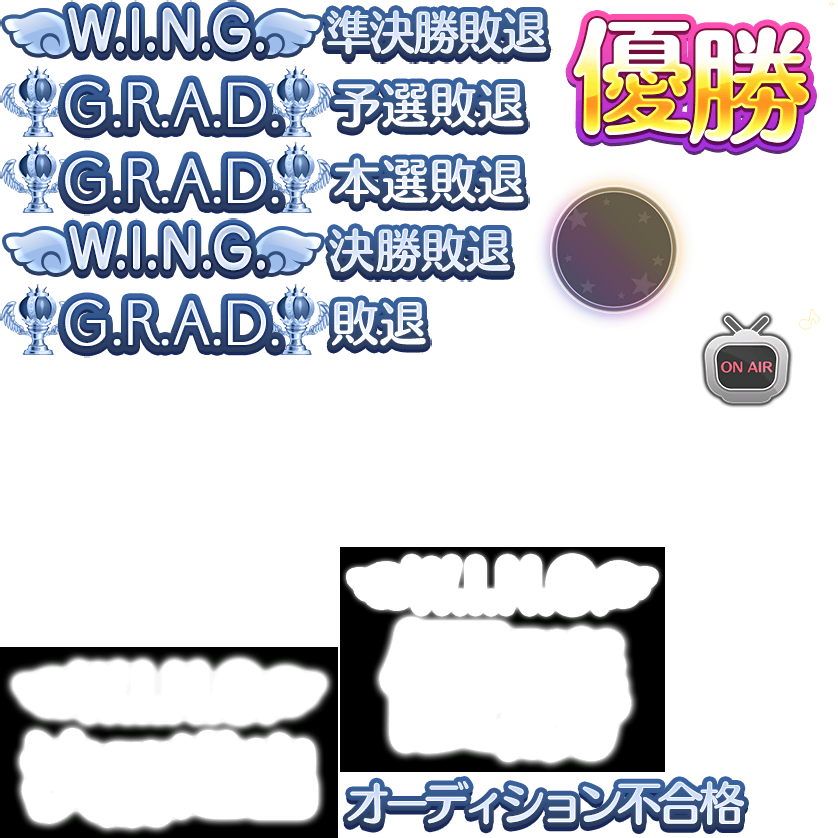 W.I.N.G. 準決勝敗退
優勝
G.R.A.D. 予選敗退
G.R.A.D. 本選敗退
W.I.N.G. 決勝敗退
G.R.A.D. 敗退
ON AIR
オーディション不合格